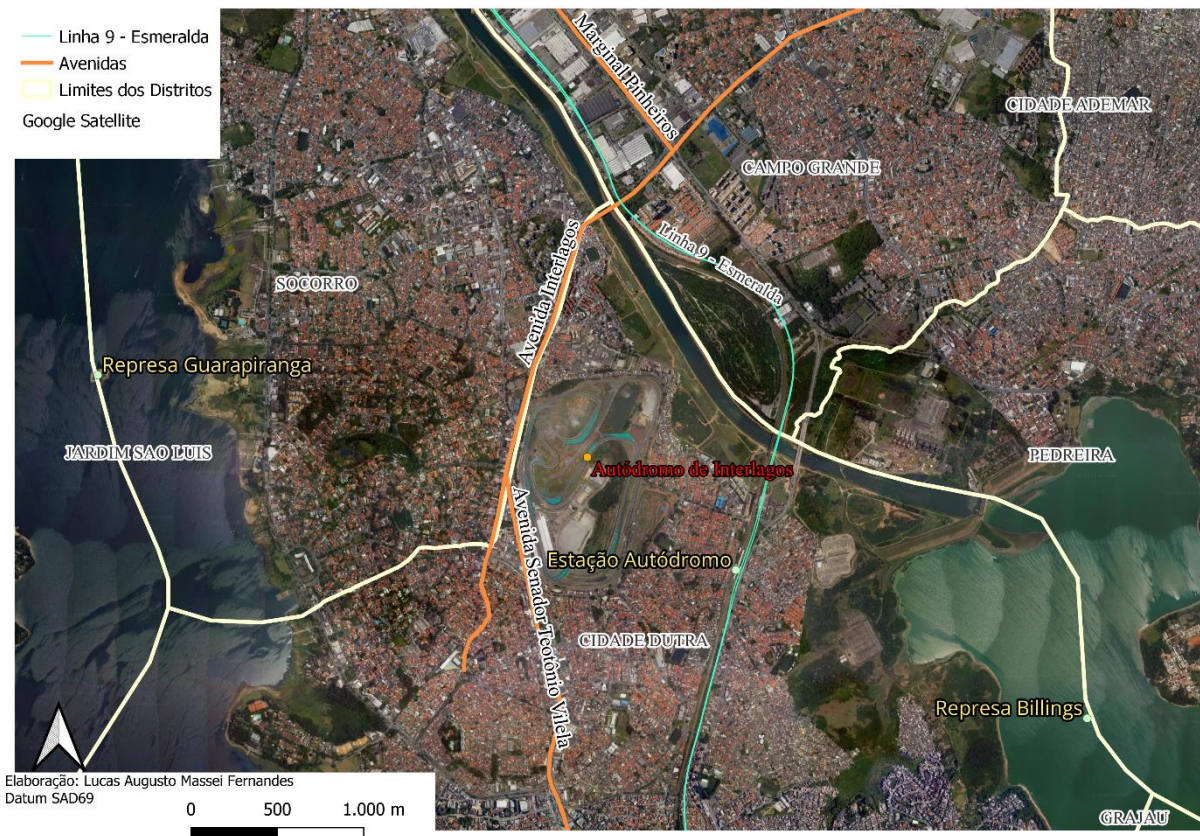 Linha 9 - Esmeralda
Avenidas
Limites dos Distritos
Google Satellite
Marginal Pinheiros
CIDADE ADEMAR
CAMPO GRANDE
Linha 9 - Esmeralda
SOCORRO
Avenida Interlagos
Represa Guarapiranga
JARDIM SAO LUIS
PEDREIRA
Autódromo de Interlagos
Avenida Senador Teotônio Vilela
Estação Autódromo
CIDADE DUTRA
Represa Billings
GRAJAU
Elaboração: Lucas Augusto Massei Fernandes
Datum SAD69
0 500 1.000 m